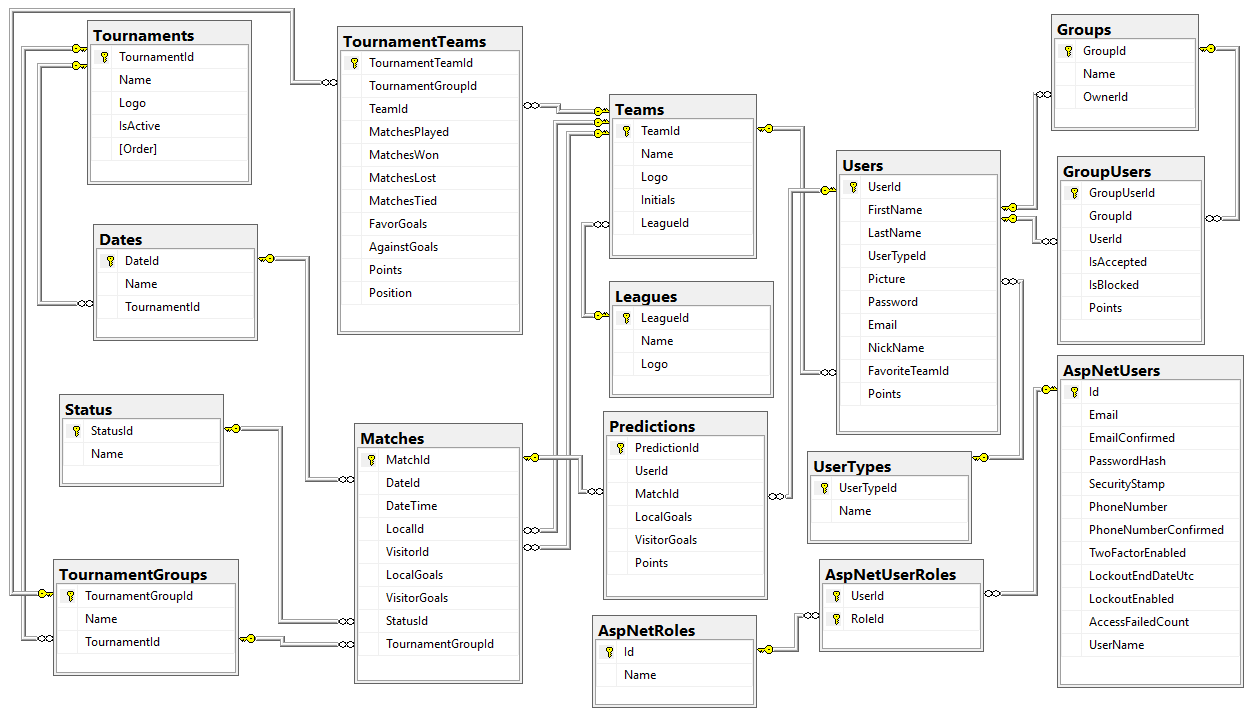 Tournaments
TournamentId
Name
Logo
IsActive
[Order]
TournamentTeams
TournamentTeamId
TournamentGroupId
TeamId
MatchesPlayed
MatchesWon
MatchesLost
MatchesTied
FavorGoals
AgainstGoals
Points
Position
Teams
TeamId
Name
Logo
Initials
LeagueId
Users
UserId
FirstName
LastName
UserTypeId
Picture
Password
Email
NickName
FavoriteTeamId
Points
Groups
GroupId
Name
OwnerId
GroupUsers
GroupUserId
GroupId
UserId
IsAccepted
IsBlocked
Points
Dates
DateId
Name
TournamentId
Leagues
LeagueId
Name
Logo
Status
StatusId
Name
Matches
MatchId
DateId
DateTime
LocalId
VisitorId
LocalGoals
VisitorGoals
StatusId
TournamentGroupId
Predictions
PredictionId
UserId
MatchId
LocalGoals
VisitorGoals
Points
UserTypes
UserTypeId
Name
AspNetUsers
Id
Email
EmailConfirmed
PasswordHash
SecurityStamp
PhoneNumber
PhoneNumberConfirmed
TwoFactorEnabled
LockoutEndDateUtc
LockoutEnabled
AccessFailedCount
UserName
TournamentGroups
TournamentGroupId
Name
TournamentId
AspNetRoles
Id
Name
AspNetUserRoles
UserId
RoleId